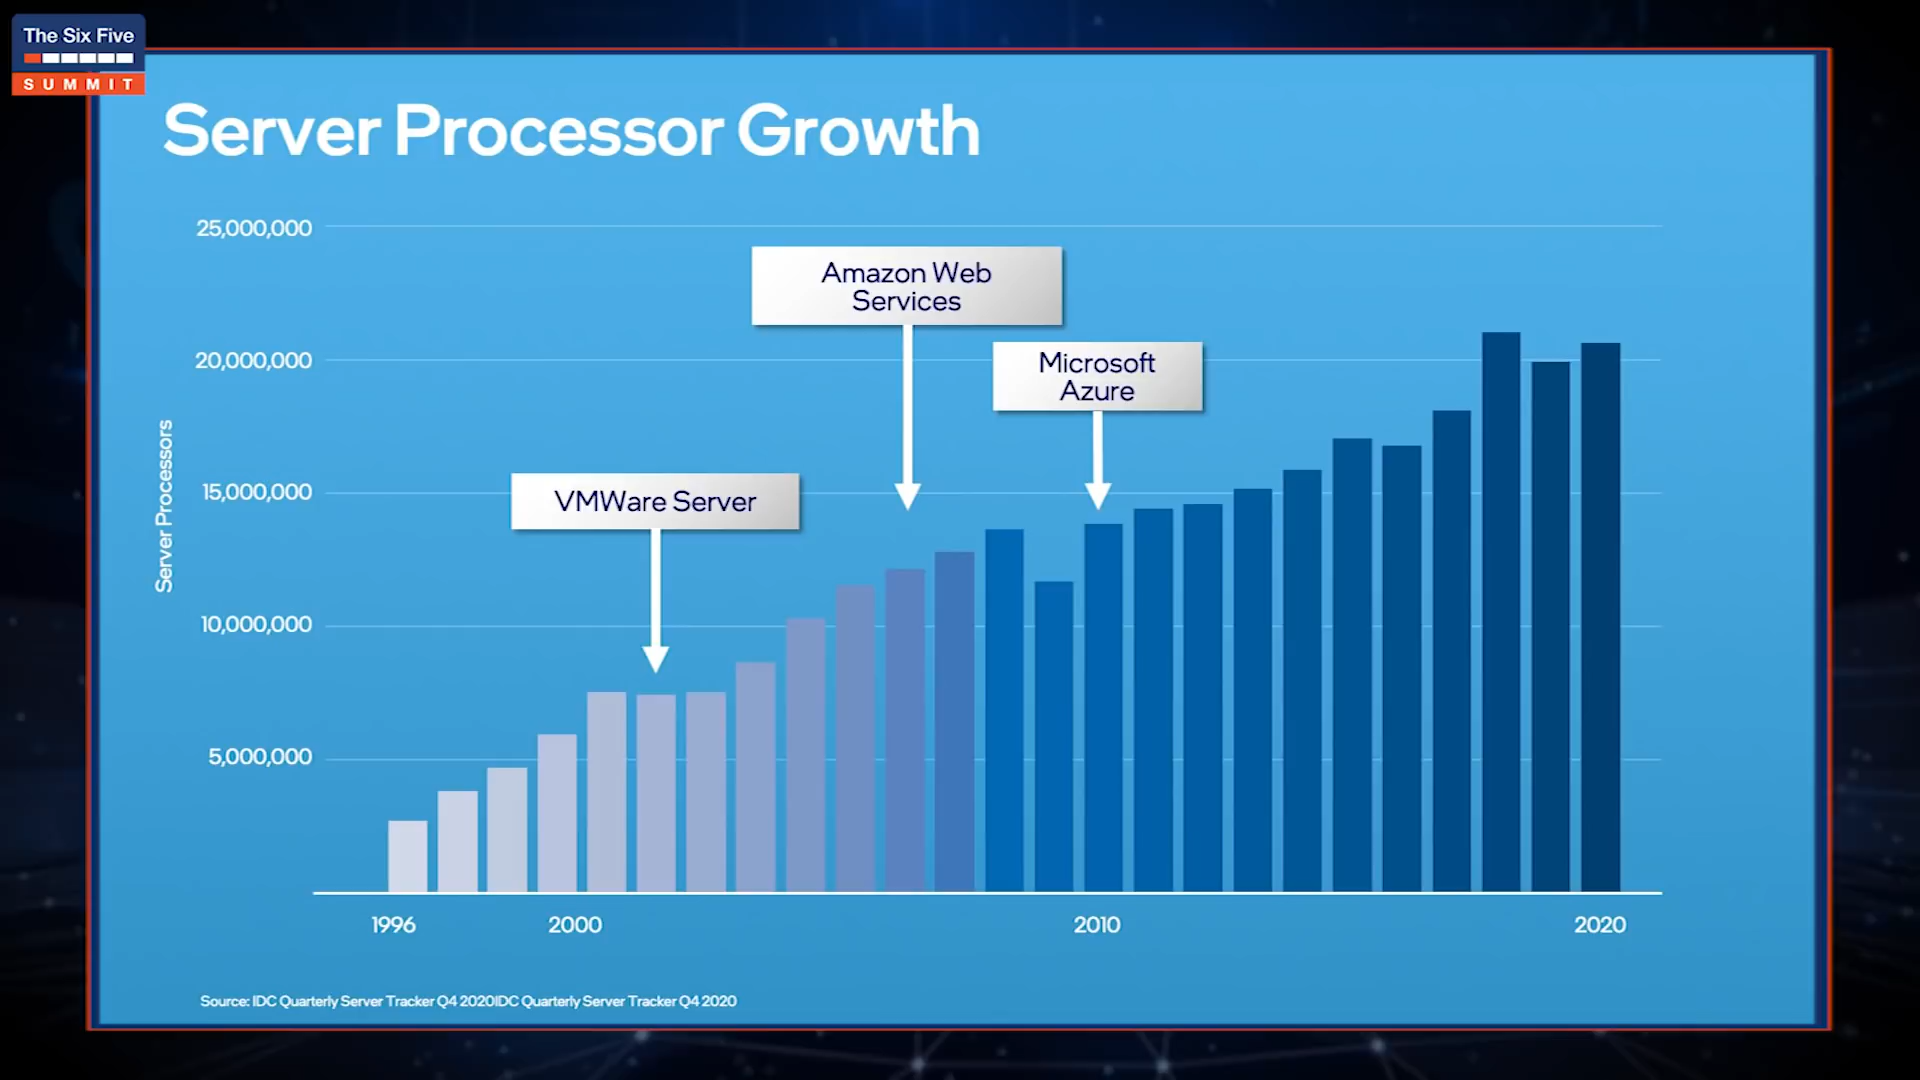 The Six Five
SUMMIT
Server Processor Growth
25,000,000
Amazon Web
Services
Microsoft
Azure
20,000,000
VMWare Server
15,000,000
Server Processors
10,000,000
5,000,000
1996
2000
2010
2020
Source: IDC Quarterly Server Tracker Q4 2020IDC Quarterly Server Tracker Q4 2020